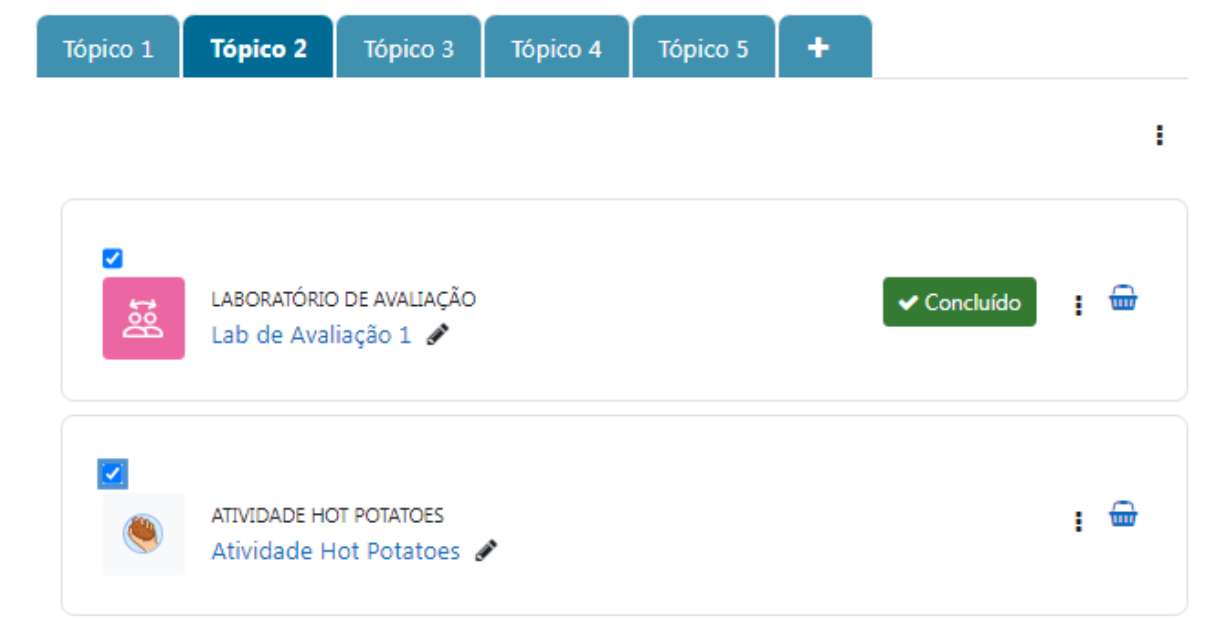 Tópico 1 Tópico 2 Tópico 3 Tópico 4 Tópico 5 +
LABORATÓRIO DE AVALIAÇÃO
Lab de Avaliação 1
Concluído
ATIVIDADE HOT POTATOES
Atividade Hot Potatoes